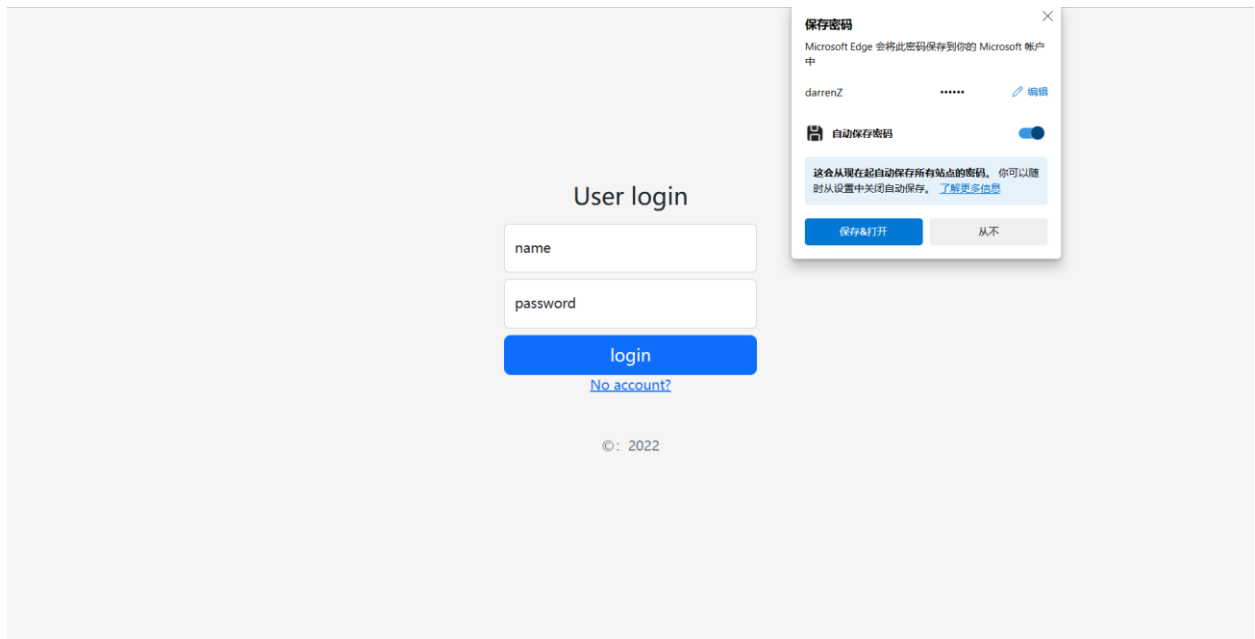 保存密码
Microsoft Edge 会将此密码保存到你的 Microsoft 帐户
中
darrenZ •••••• 编辑
自动保存密码
这会从现在起自动保存所有站点的密码。 你可以随
时从设置中关闭自动保存。 了解更多信息
保存&打开 从不
User login
name
password
login
No account?
©: 2022